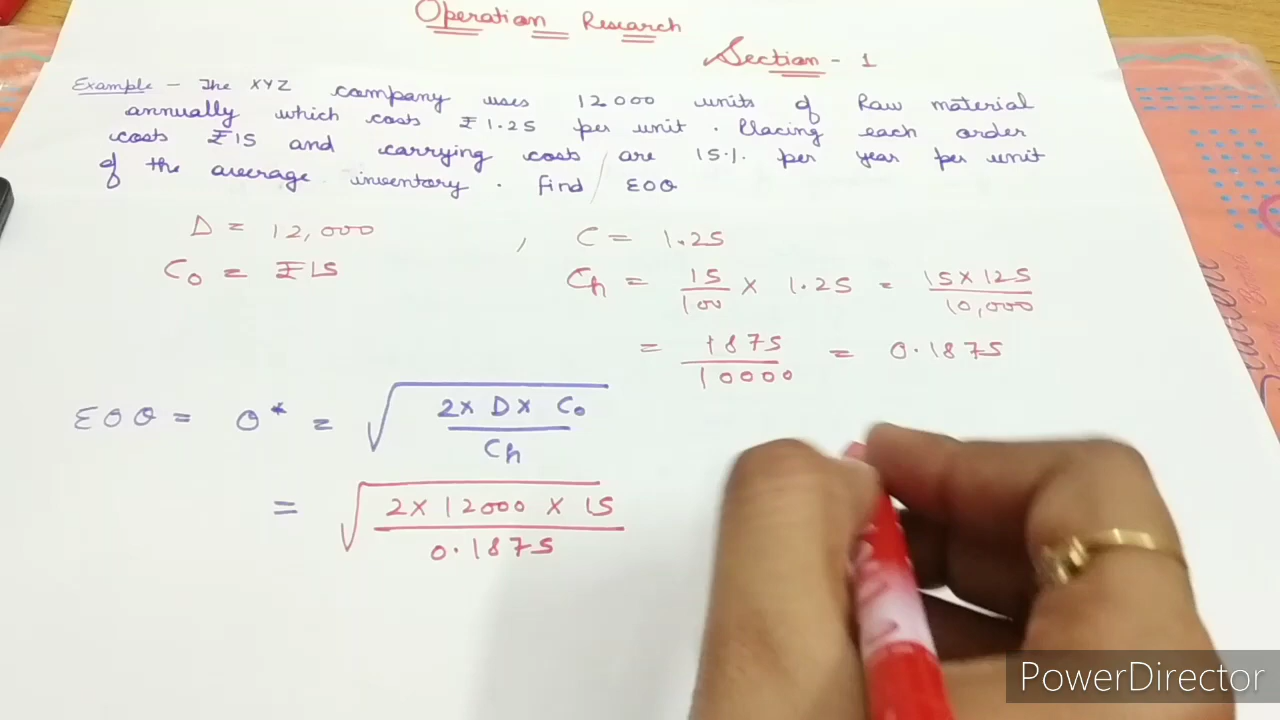 Operation Research
Section - 1
Example - The XYZ company uses 12000 units of Raw material
annually which costs ₹1.25 per unit. Placing each order
costs ₹15 and carrying costs are 15% per year per unit
of the average inventory. Find EOQ
D = 12,000 , C = 1.25
Co = ₹15
Ch = 15/100 × 1.25 = 15×125/10,000
= 1875/10000 = 0.1875
EOQ = Q* = √(2× D× Co / Ch)
= √(2×12000 × 15 / 0.1875)
PowerDirector